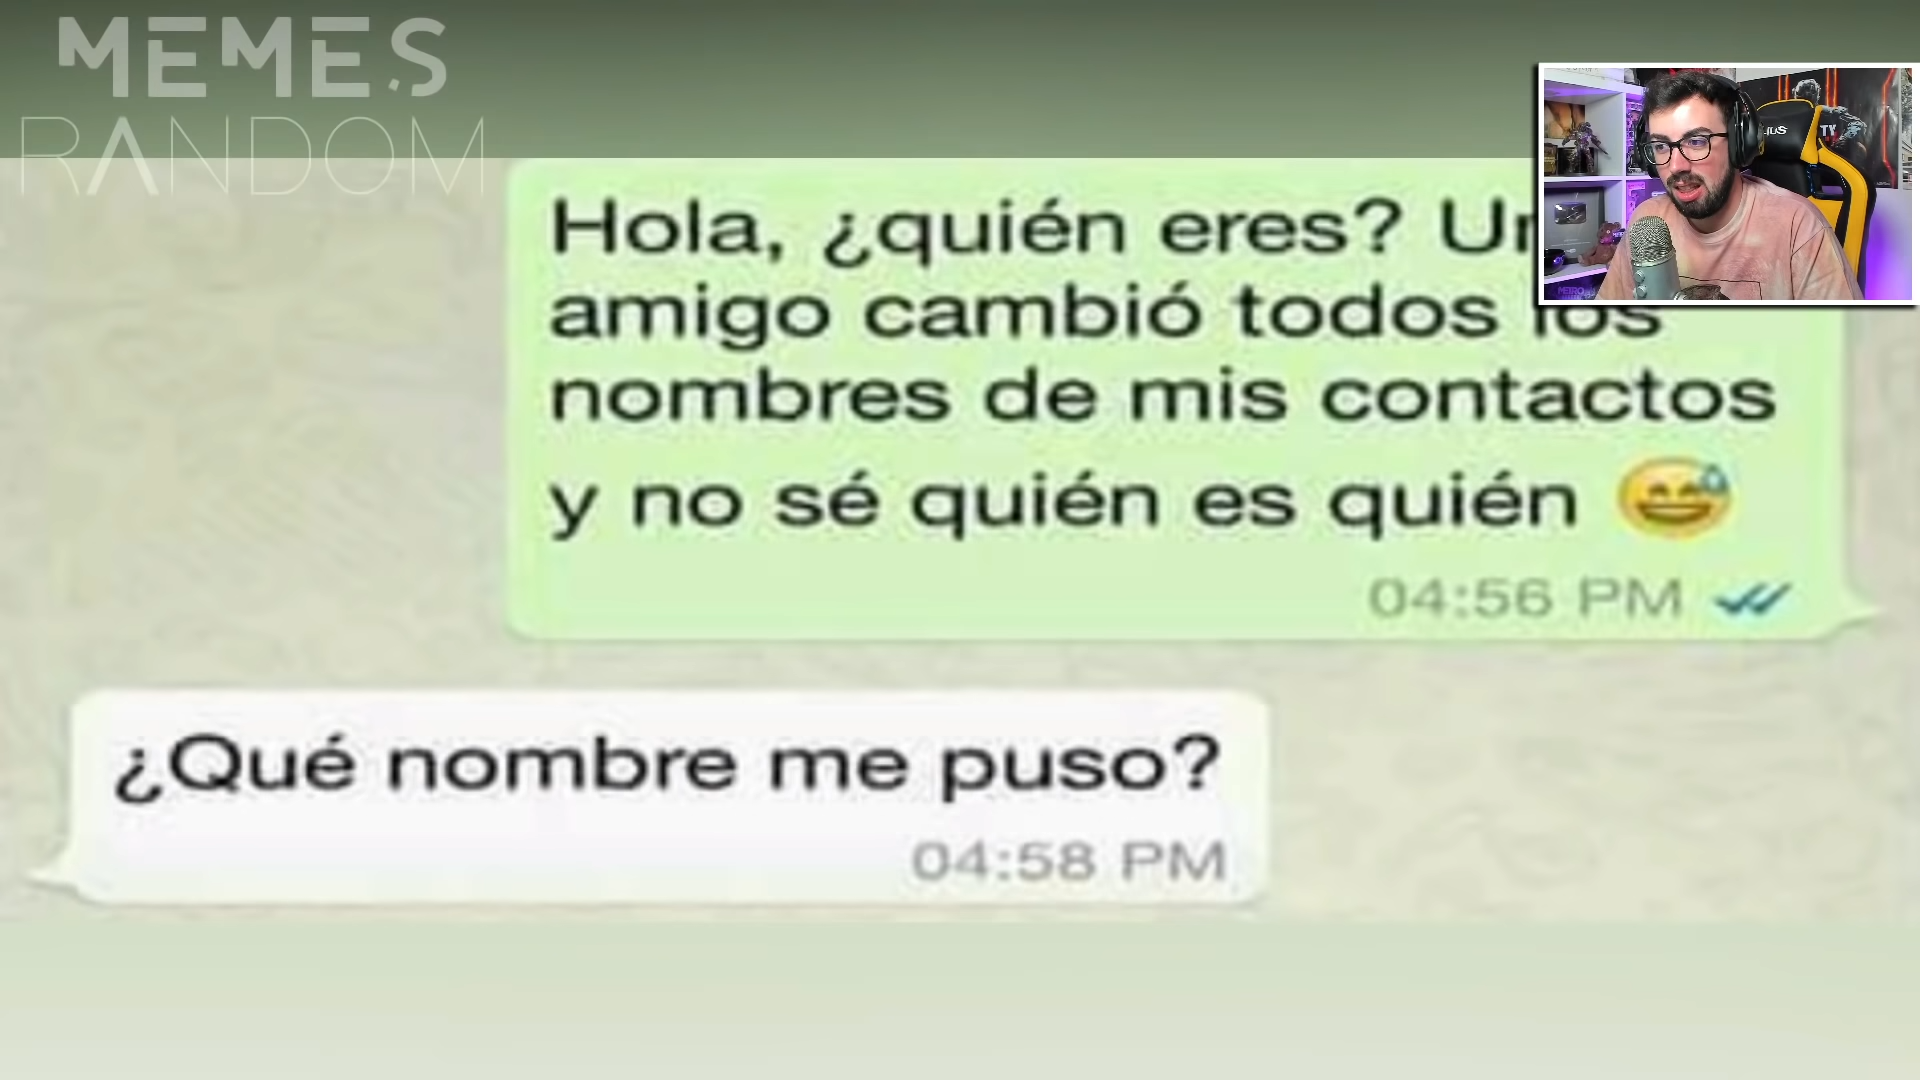 MEMES
RANDOM
Hola, ¿quién eres?
amigo cambió todos los
nombres de mis contactos
y no sé quién es quién 😅
04:56 PM
¿Qué nombre me puso?
04:58 PM